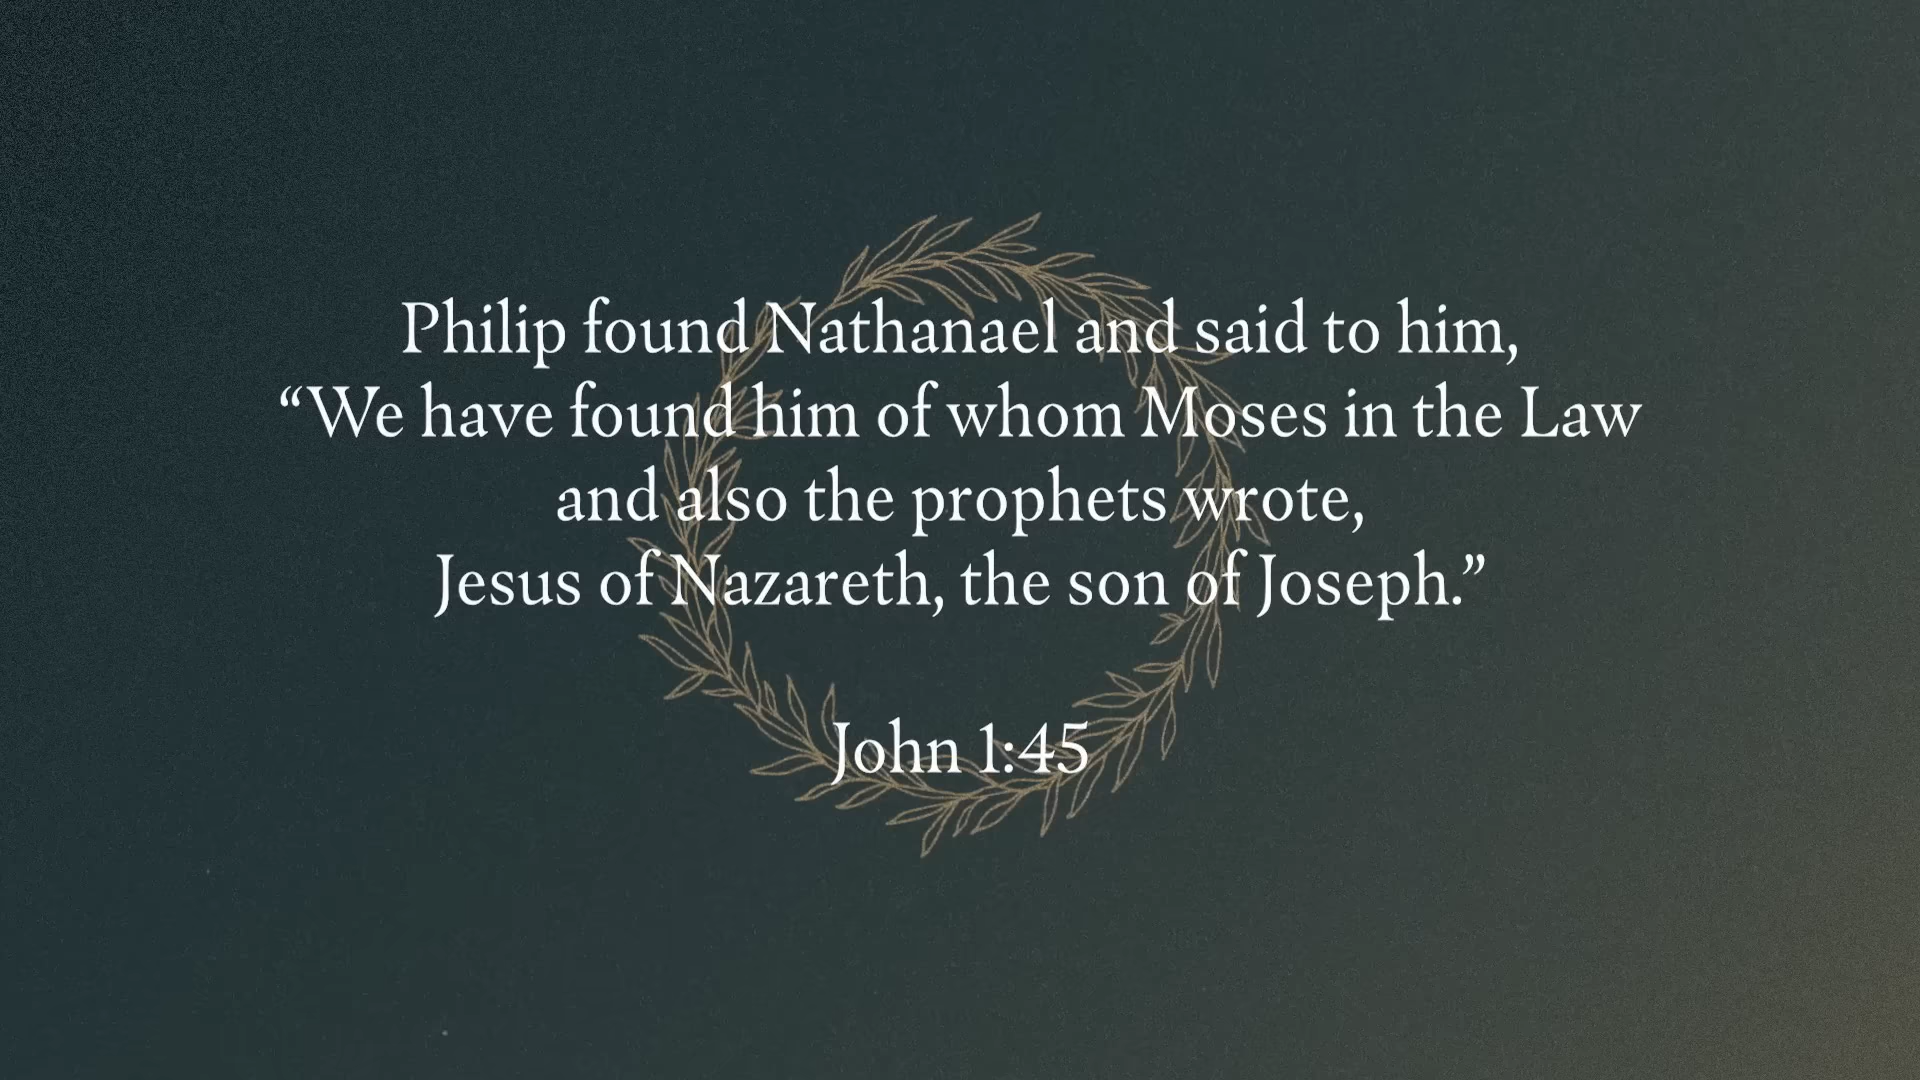 Philip found Nathanael and said to him,
“We have found him of whom Moses in the Law
and also the prophets wrote,
Jesus of Nazareth, the son of Joseph.”
John 1:45